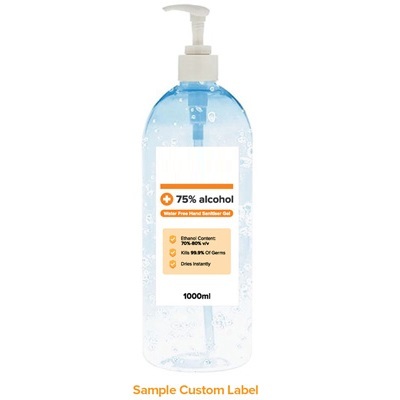 75% alcohol
Water Free Hand Sanitiser Gel
Ethanol Content:
70%-80% v/v
Kills 99.9% Of Germs
Dries Instantly
1000ml
Sample Custom Label